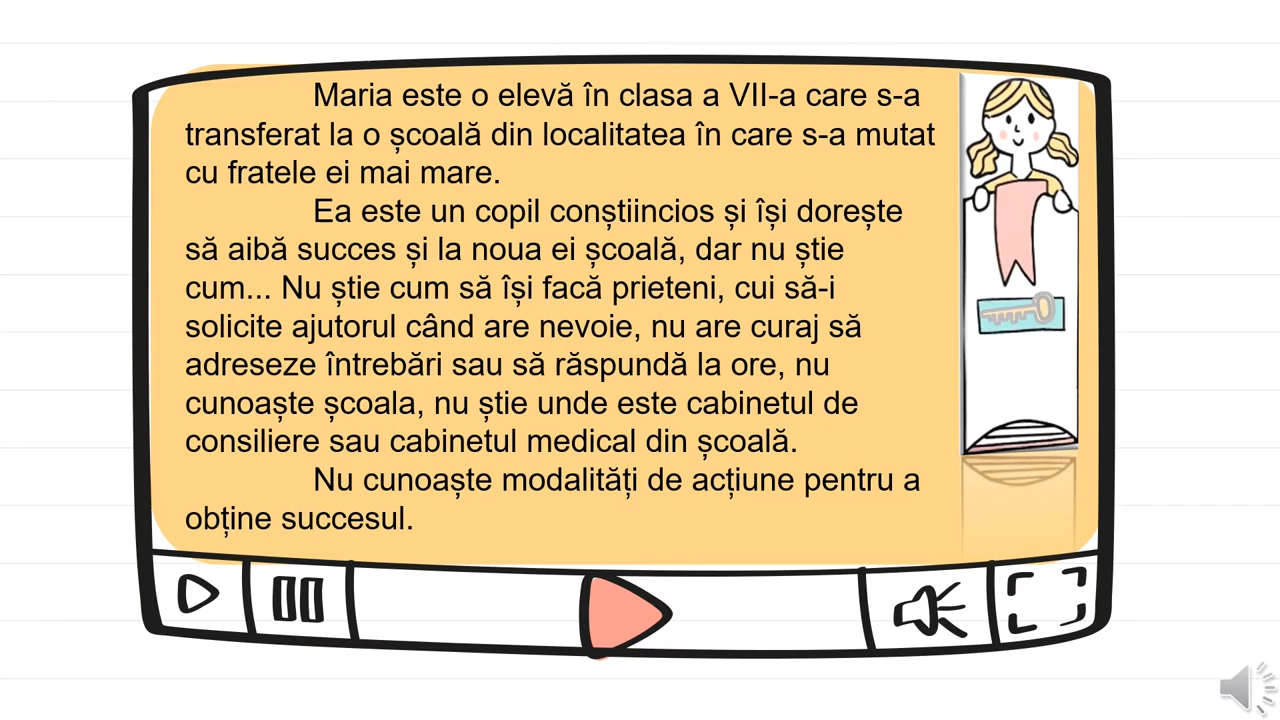 Maria este o elevă în clasa a VII-a care s-a
transferat la o școală din localitatea în care s-a mutat
cu fratele ei mai mare.
Ea este un copil conștiincios și își dorește
să aibă succes și la noua ei școală, dar nu știe
cum... Nu știe cum să își facă prieteni, cui să-i
solicite ajutorul când are nevoie, nu are curaj să
adreseze întrebări sau să răspundă la ore, nu
cunoaște școala, nu știe unde este cabinetul de
consiliere sau cabinetul medical din școală.
Nu cunoaște modalități de acțiune pentru a
obține succesul.